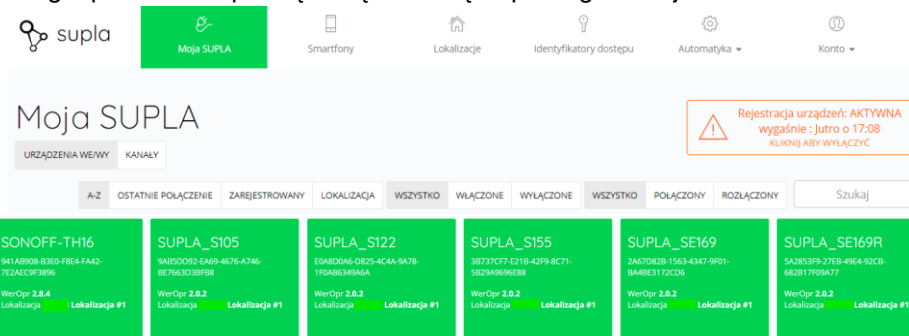 supla
Moja SUPLA
Smartfony
Lokalizacje
Identyfikatory dostępu
Automatyka
Konto
Moja SUPLA
Rejestracja urządzeń: AKTYWNA
wygaśnie : Jutro o 17:08
KLIKNIJ ABY WYŁĄCZYĆ
URZĄDZENIA WE/WY KANAŁY
A-Z OSTATNIE POŁĄCZENIE ZAREJESTROWANY LOKALIZACJA WSZYSTKO WŁĄCZONE WYŁĄCZONE WSZYSTKO POŁĄCZONY ROZŁĄCZONY Szukaj
SONOFF-TH16
941AB908-B3E0-F8E4-FA42-
7E2AEC9F3896
WerOpr 2.8.4
Lokalizacja Lokalizacja #1
SUPLA_S105
9AB5DD92-EA69-4676-A746-
BE7663D3BFB8
WerOpr 2.0.2
Lokalizacja Lokalizacja #1
SUPLA_S122
E0A8D0A6-D825-4C4A-9A78-
1F0AB6349A6A
WerOpr 2.0.2
Lokalizacja Lokalizacja #1
SUPLA_S155
3B737CF7-E21B-42F9-8C71-
5B29A9696E88
WerOpr 2.0.2
Lokalizacja Lokalizacja #1
SUPLA_SE169
2A67D828-1563-4347-9F01-
BA4BE3172CD6
WerOpr 2.0.2
Lokalizacja Lokalizacja #1
SUPLA_SE169R
5A2853F9-27EB-49E4-92CB-
682B17F09A77
WerOpr 2.0.2
Lokalizacja Lokalizacja #1